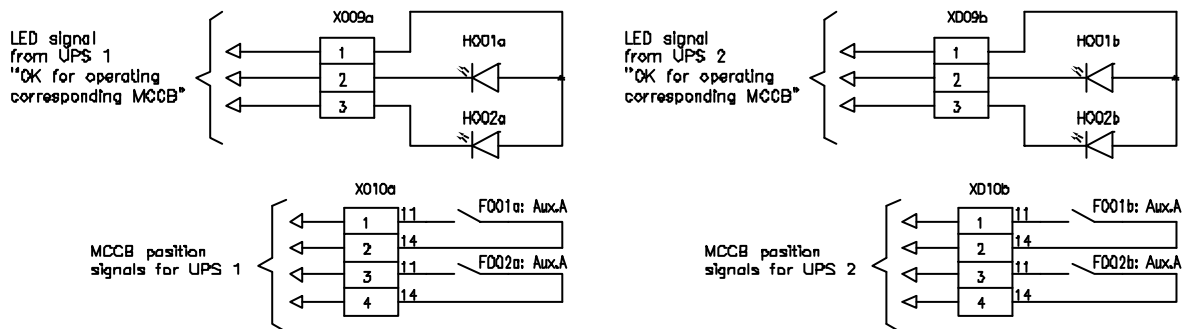 X009a
LED signal
from UPS 1
"OK for operating
corresponding MCCB"
1
2
3
H001a
H002a
X009b
LED signal
from UPS 2
"OK for operating
corresponding MCCB"
1
2
3
H001b
H002b
X010a
MCCB position
signals for UPS 1
1
2
3
4
11
14
11
14
F001a: Aux.A
F002a: Aux.A
X010b
MCCB position
signals for UPS 2
1
2
3
4
11
14
11
14
F001b: Aux.A
F002b: Aux.A